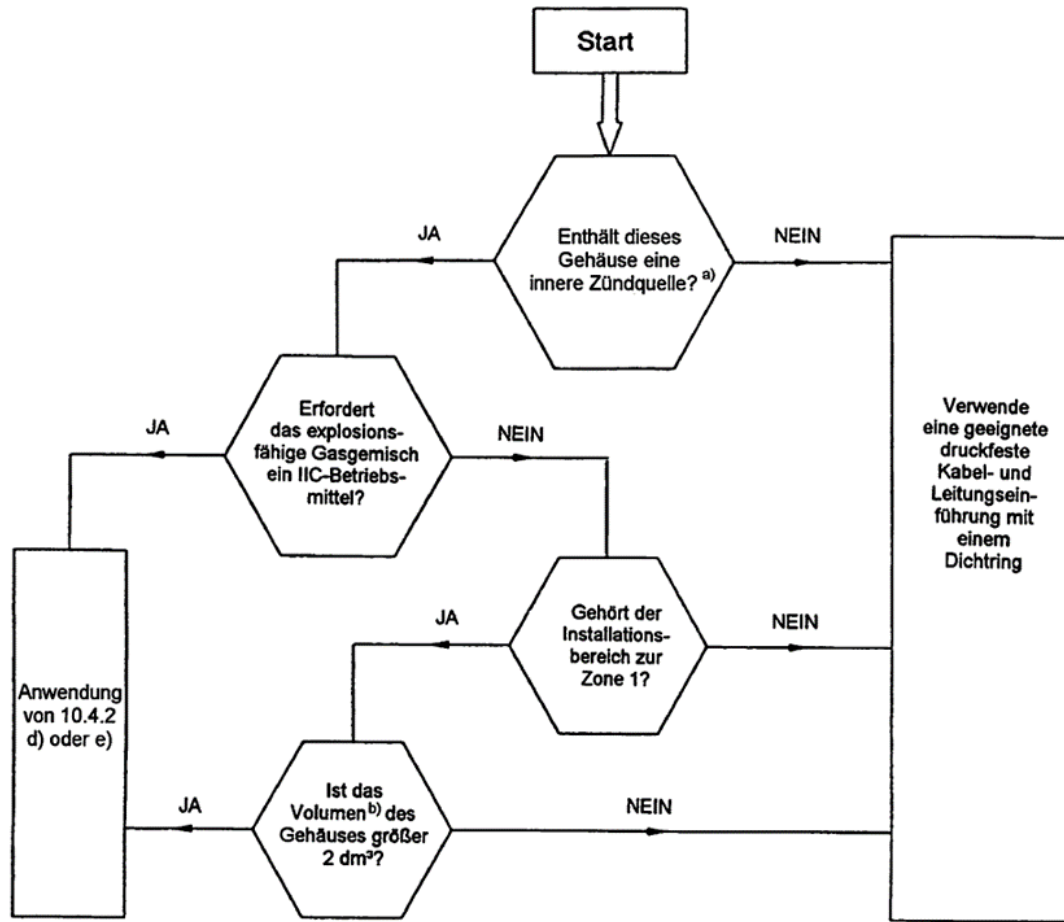 Start
JA
Enthält dieses
Gehäuse eine
innere Zündquelle? a)
NEIN
JA
Erfordert
das explosions-
fähige Gasgemisch
ein IIC-Betriebs-
mittel?
NEIN
Verwende
eine geeignete
druckfeste
Kabel- und
Leitungsein-
führung mit
einem
Dichtring
JA
Gehört der
Installations-
bereich zur
Zone 1?
NEIN
Anwendung
von 10.4.2
d) oder e)
JA
Ist das
Volumen b) des
Gehäuses größer
2 dm³?
NEIN